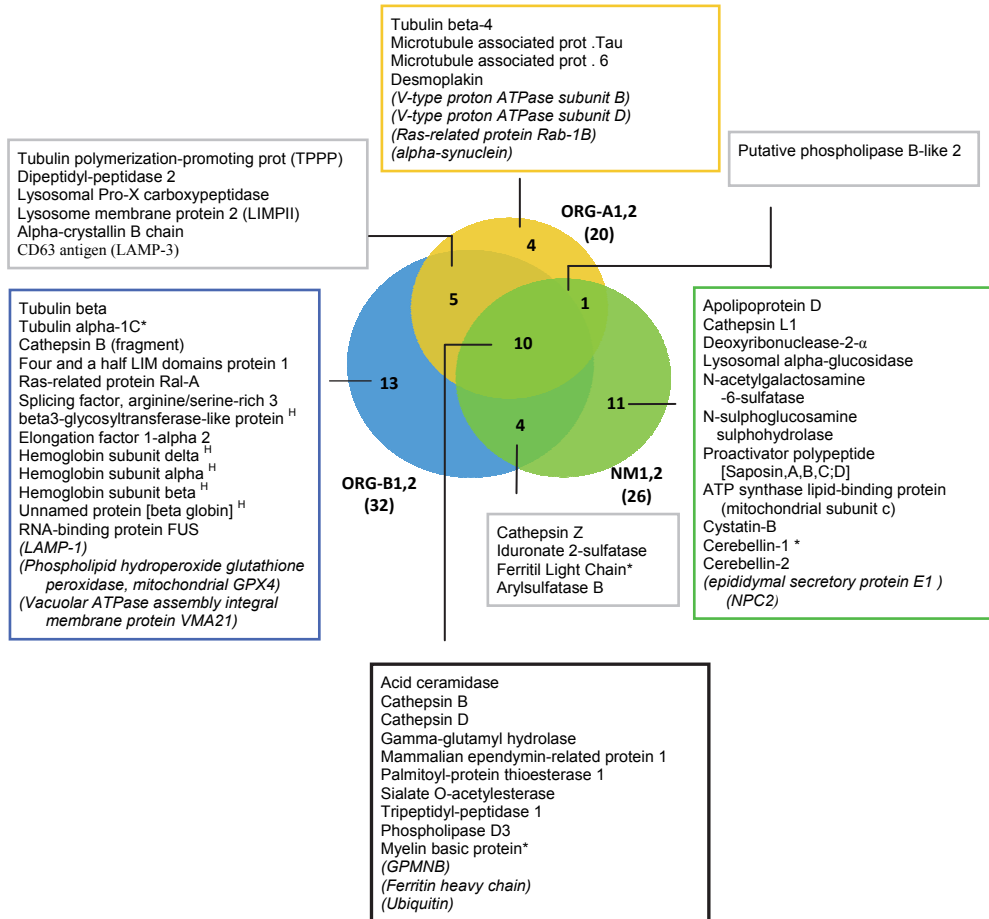 Tubulin beta-4
Microtubule associated prot .Tau
Microtubule associated prot . 6
Desmoplakin
(V-type proton ATPase subunit B)
(V-type proton ATPase subunit D)
(Ras-related protein Rab-1B)
(alpha-synuclein)
Tubulin polymerization-promoting prot (TPPP)
Dipeptidyl-peptidase 2
Lysosomal Pro-X carboxypeptidase
Lysosome membrane protein 2 (LIMPII)
Alpha-crystallin B chain
CD63 antigen (LAMP-3)
Putative phospholipase B-like 2
ORG-A1,2
(20)
4
5
1
10
13
11
4
ORG-B1,2
(32)
NM1,2
(26)
Tubulin beta
Tubulin alpha-1C*
Cathepsin B (fragment)
Four and a half LIM domains protein 1
Ras-related protein Ral-A
Splicing factor, arginine/serine-rich 3
beta3-glycosyltransferase-like protein H
Elongation factor 1-alpha 2
Hemoglobin subunit delta H
Hemoglobin subunit alpha H
Hemoglobin subunit beta H
Unnamed protein [beta globin] H
RNA-binding protein FUS
(LAMP-1)
(Phospholipid hydroperoxide glutathione
peroxidase, mitochondrial GPX4)
(Vacuolar ATPase assembly integral
membrane protein VMA21)
Apolipoprotein D
Cathepsin L1
Deoxyribonuclease-2-α
Lysosomal alpha-glucosidase
N-acetylgalactosamine
-6-sulfatase
N-sulphoglucosamine
sulphohydrolase
Proactivator polypeptide
[Saposin,A,B,C;D]
ATP synthase lipid-binding protein
(mitochondrial subunit c)
Cystatin-B
Cerebellin-1 *
Cerebellin-2
(epididymal secretory protein E1 )
(NPC2)
Cathepsin Z
Iduronate 2-sulfatase
Ferritil Light Chain*
Arylsulfatase B
Acid ceramidase
Cathepsin B
Cathepsin D
Gamma-glutamyl hydrolase
Mammalian ependymin-related protein 1
Palmitoyl-protein thioesterase 1
Sialate O-acetylesterase
Tripeptidyl-peptidase 1
Phospholipase D3
Myelin basic protein*
(GPMNB)
(Ferritin heavy chain)
(Ubiquitin)